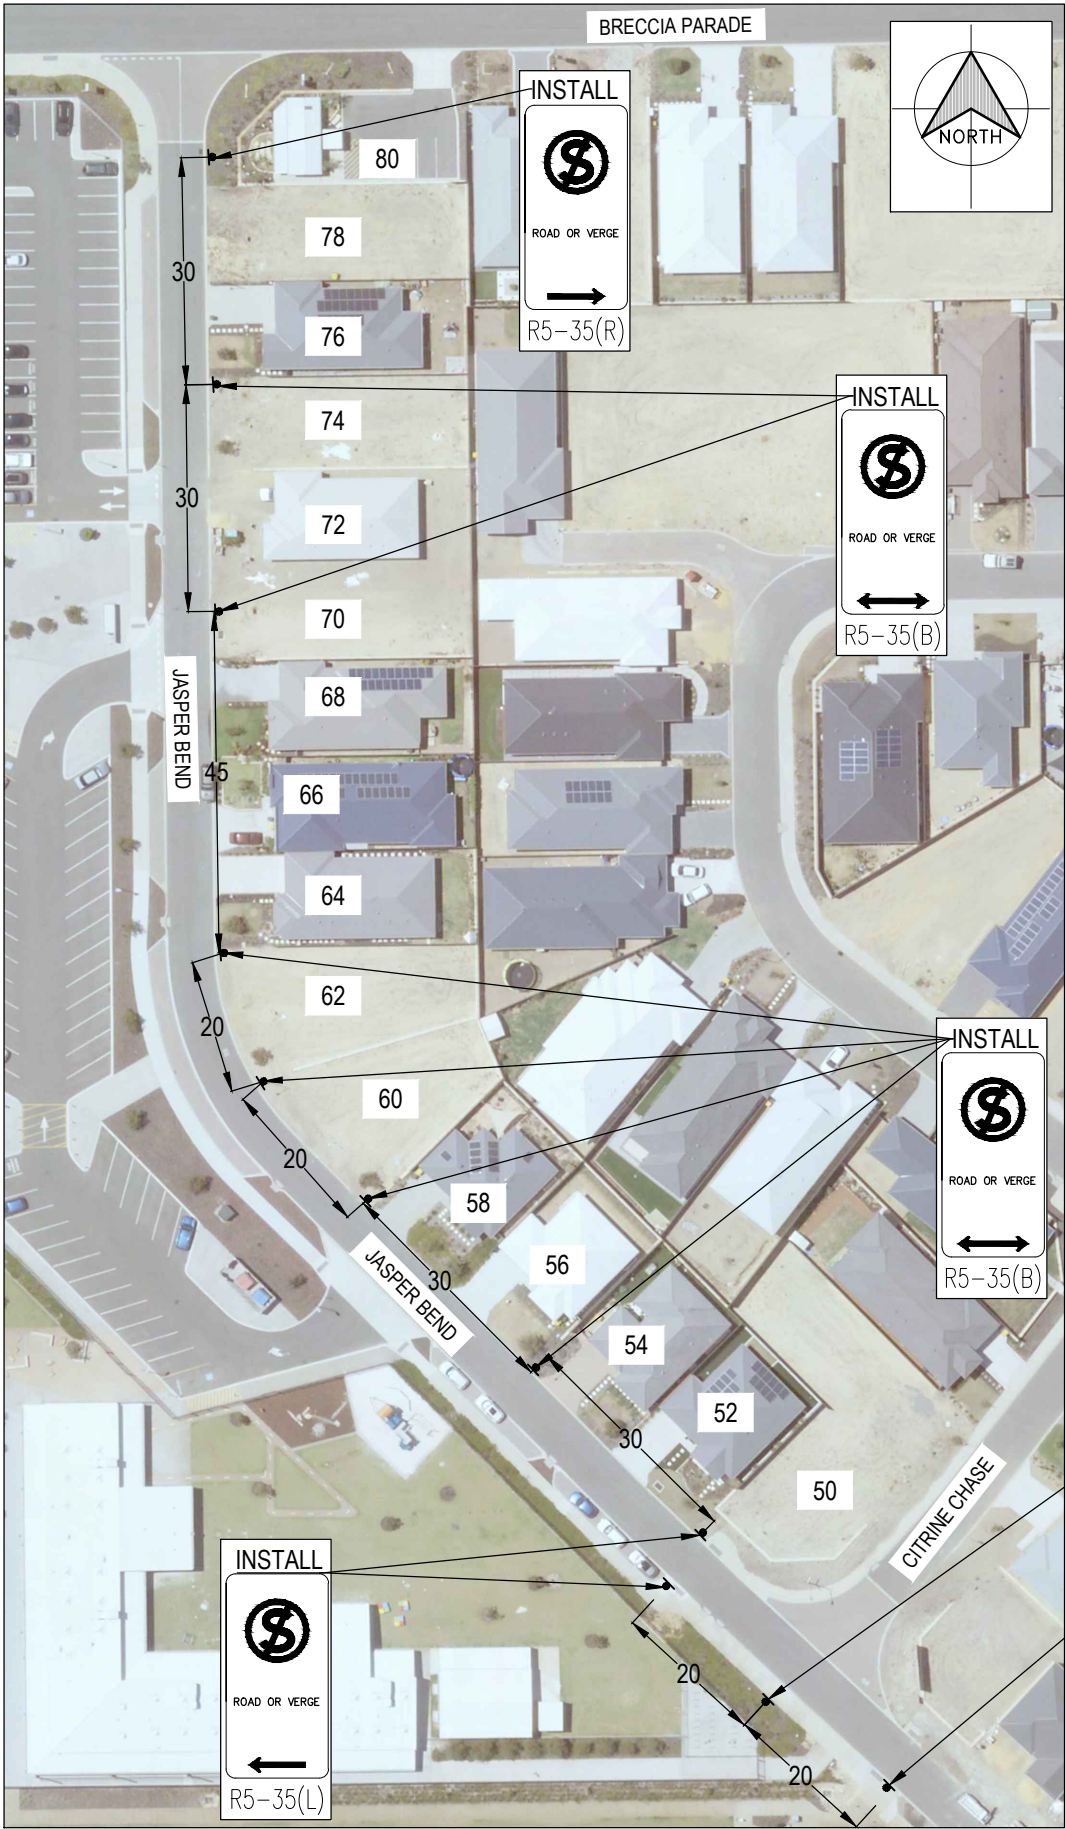 BRECCIA PARADE
NORTH
INSTALL
S
ROAD OR VERGE
R5-35(R)
80
78
30
76
74
30
72
70
INSTALL
S
ROAD OR VERGE
R5-35(B)
JASPER BEND
68
45
66
64
62
20
60
20
58
INSTALL
S
ROAD OR VERGE
R5-35(B)
JASPER BEND
30
56
54
52
30
50
CITRINE CHASE
INSTALL
S
ROAD OR VERGE
R5-35(L)
20
20